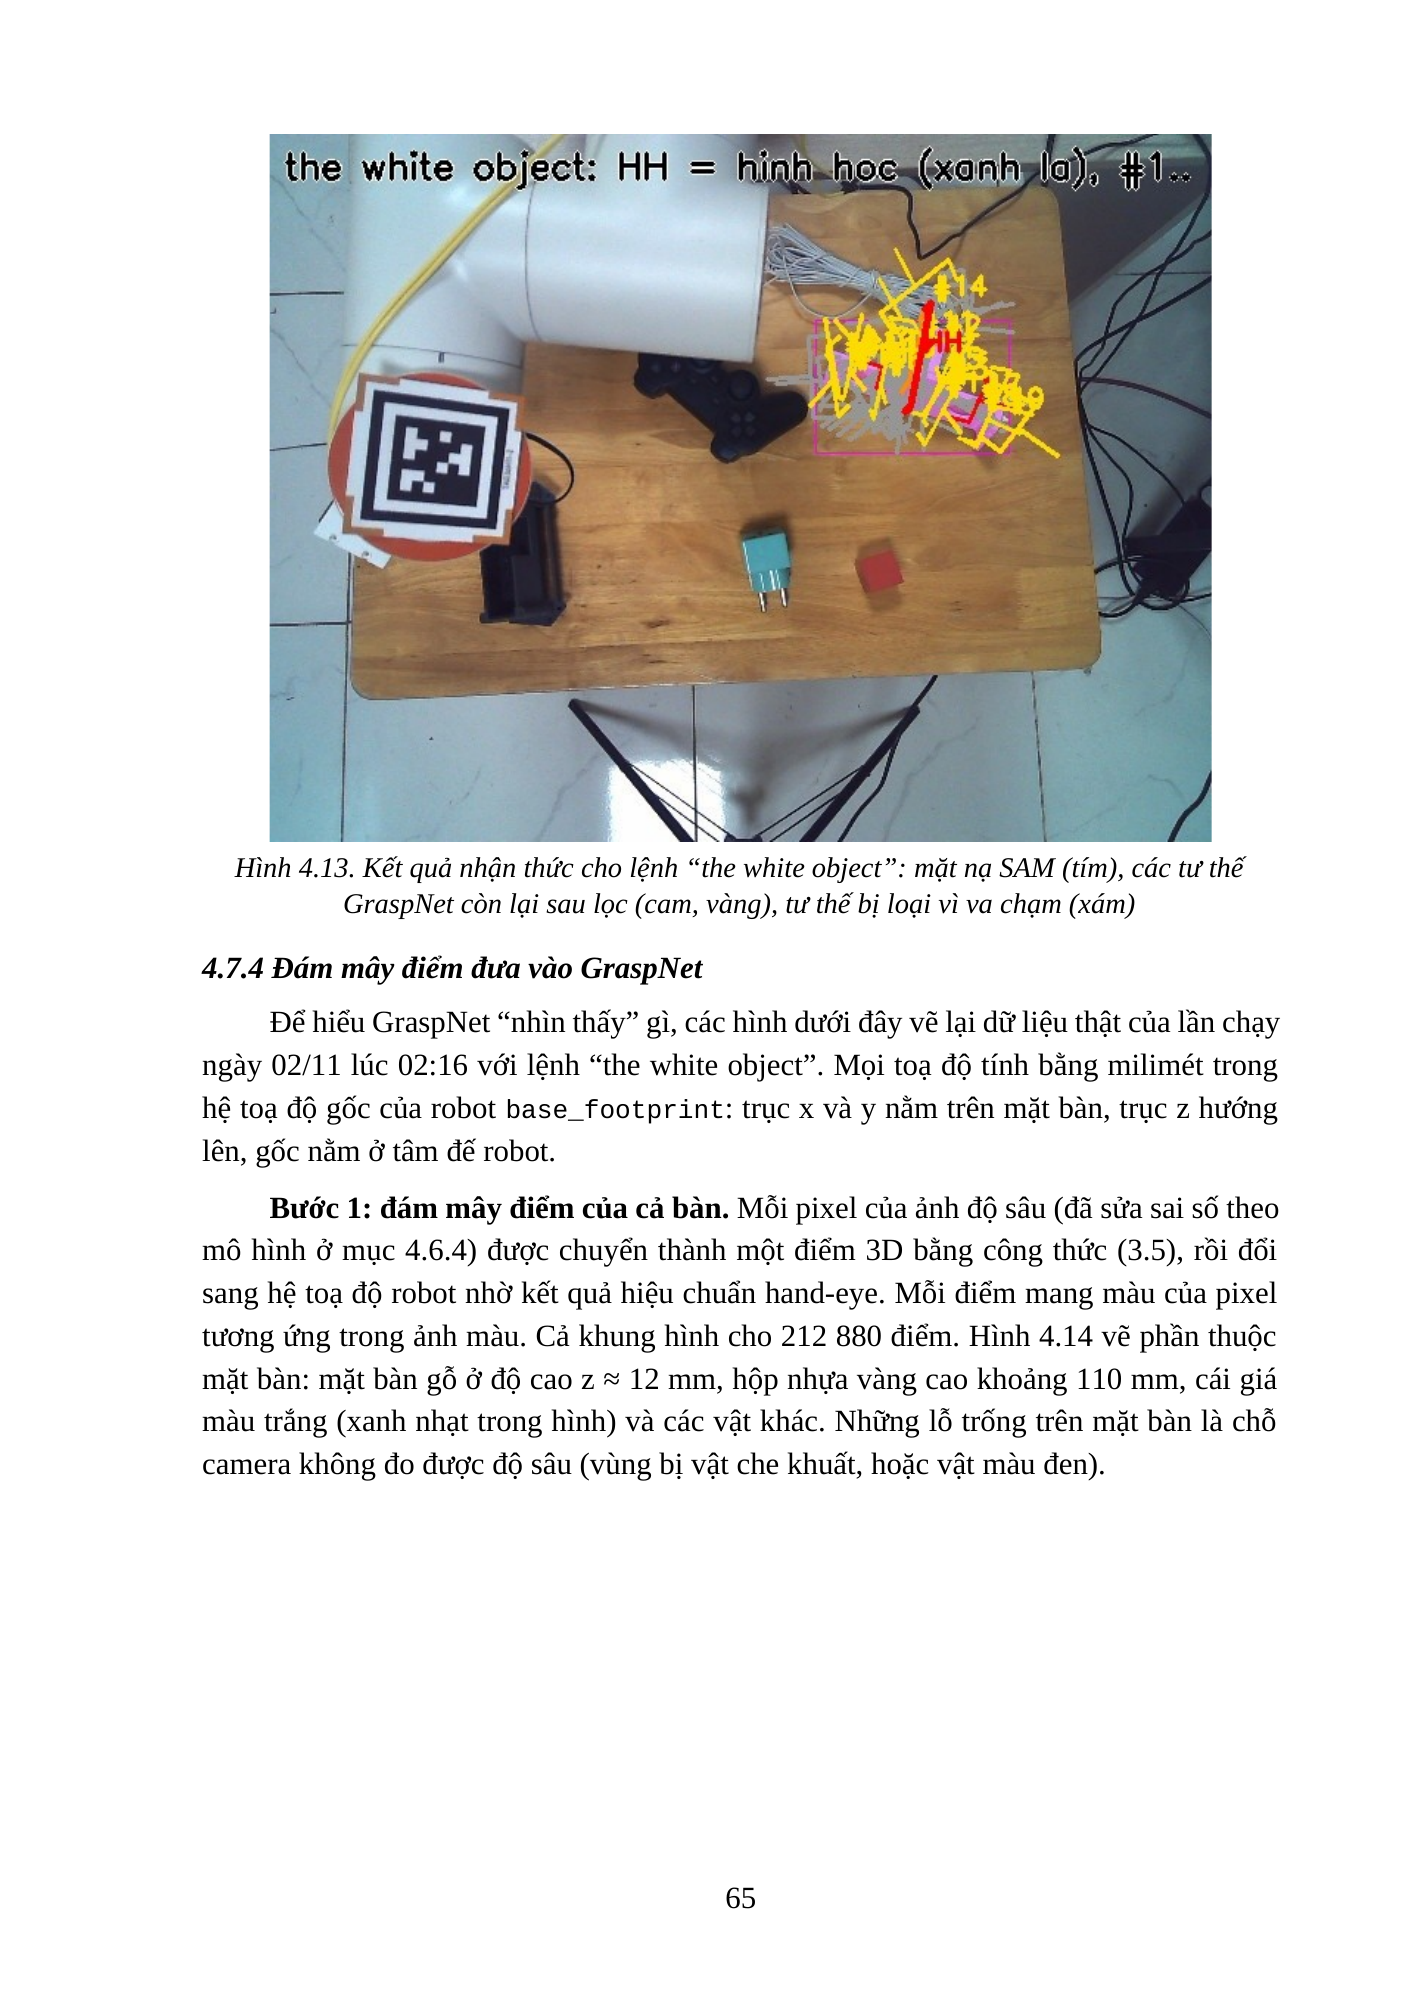 the white object: HH = hinh hoc (xanh la), #1..
#14
HH
Hình 4.13. Kết quả nhận thức cho lệnh “the white object”: mặt nạ SAM (tím), các tư thế
GraspNet còn lại sau lọc (cam, vàng), tư thế bị loại vì va chạm (xám)
4.7.4 Đám mây điểm đưa vào GraspNet
Để hiểu GraspNet “nhìn thấy” gì, các hình dưới đây vẽ lại dữ liệu thật của lần chạy
ngày 02/11 lúc 02:16 với lệnh “the white object”. Mọi toạ độ tính bằng milimét trong
hệ toạ độ gốc của robot base_footprint: trục x và y nằm trên mặt bàn, trục z hướng
lên, gốc nằm ở tâm đế robot.
Bước 1: đám mây điểm của cả bàn. Mỗi pixel của ảnh độ sâu (đã sửa sai số theo
mô hình ở mục 4.6.4) được chuyển thành một điểm 3D bằng công thức (3.5), rồi đổi
sang hệ toạ độ robot nhờ kết quả hiệu chuẩn hand-eye. Mỗi điểm mang màu của pixel
tương ứng trong ảnh màu. Cả khung hình cho 212 880 điểm. Hình 4.14 vẽ phần thuộc
mặt bàn: mặt bàn gỗ ở độ cao z ≈ 12 mm, hộp nhựa vàng cao khoảng 110 mm, cái giá
màu trắng (xanh nhạt trong hình) và các vật khác. Những lỗ trống trên mặt bàn là chỗ
camera không đo được độ sâu (vùng bị vật che khuất, hoặc vật màu đen).
65